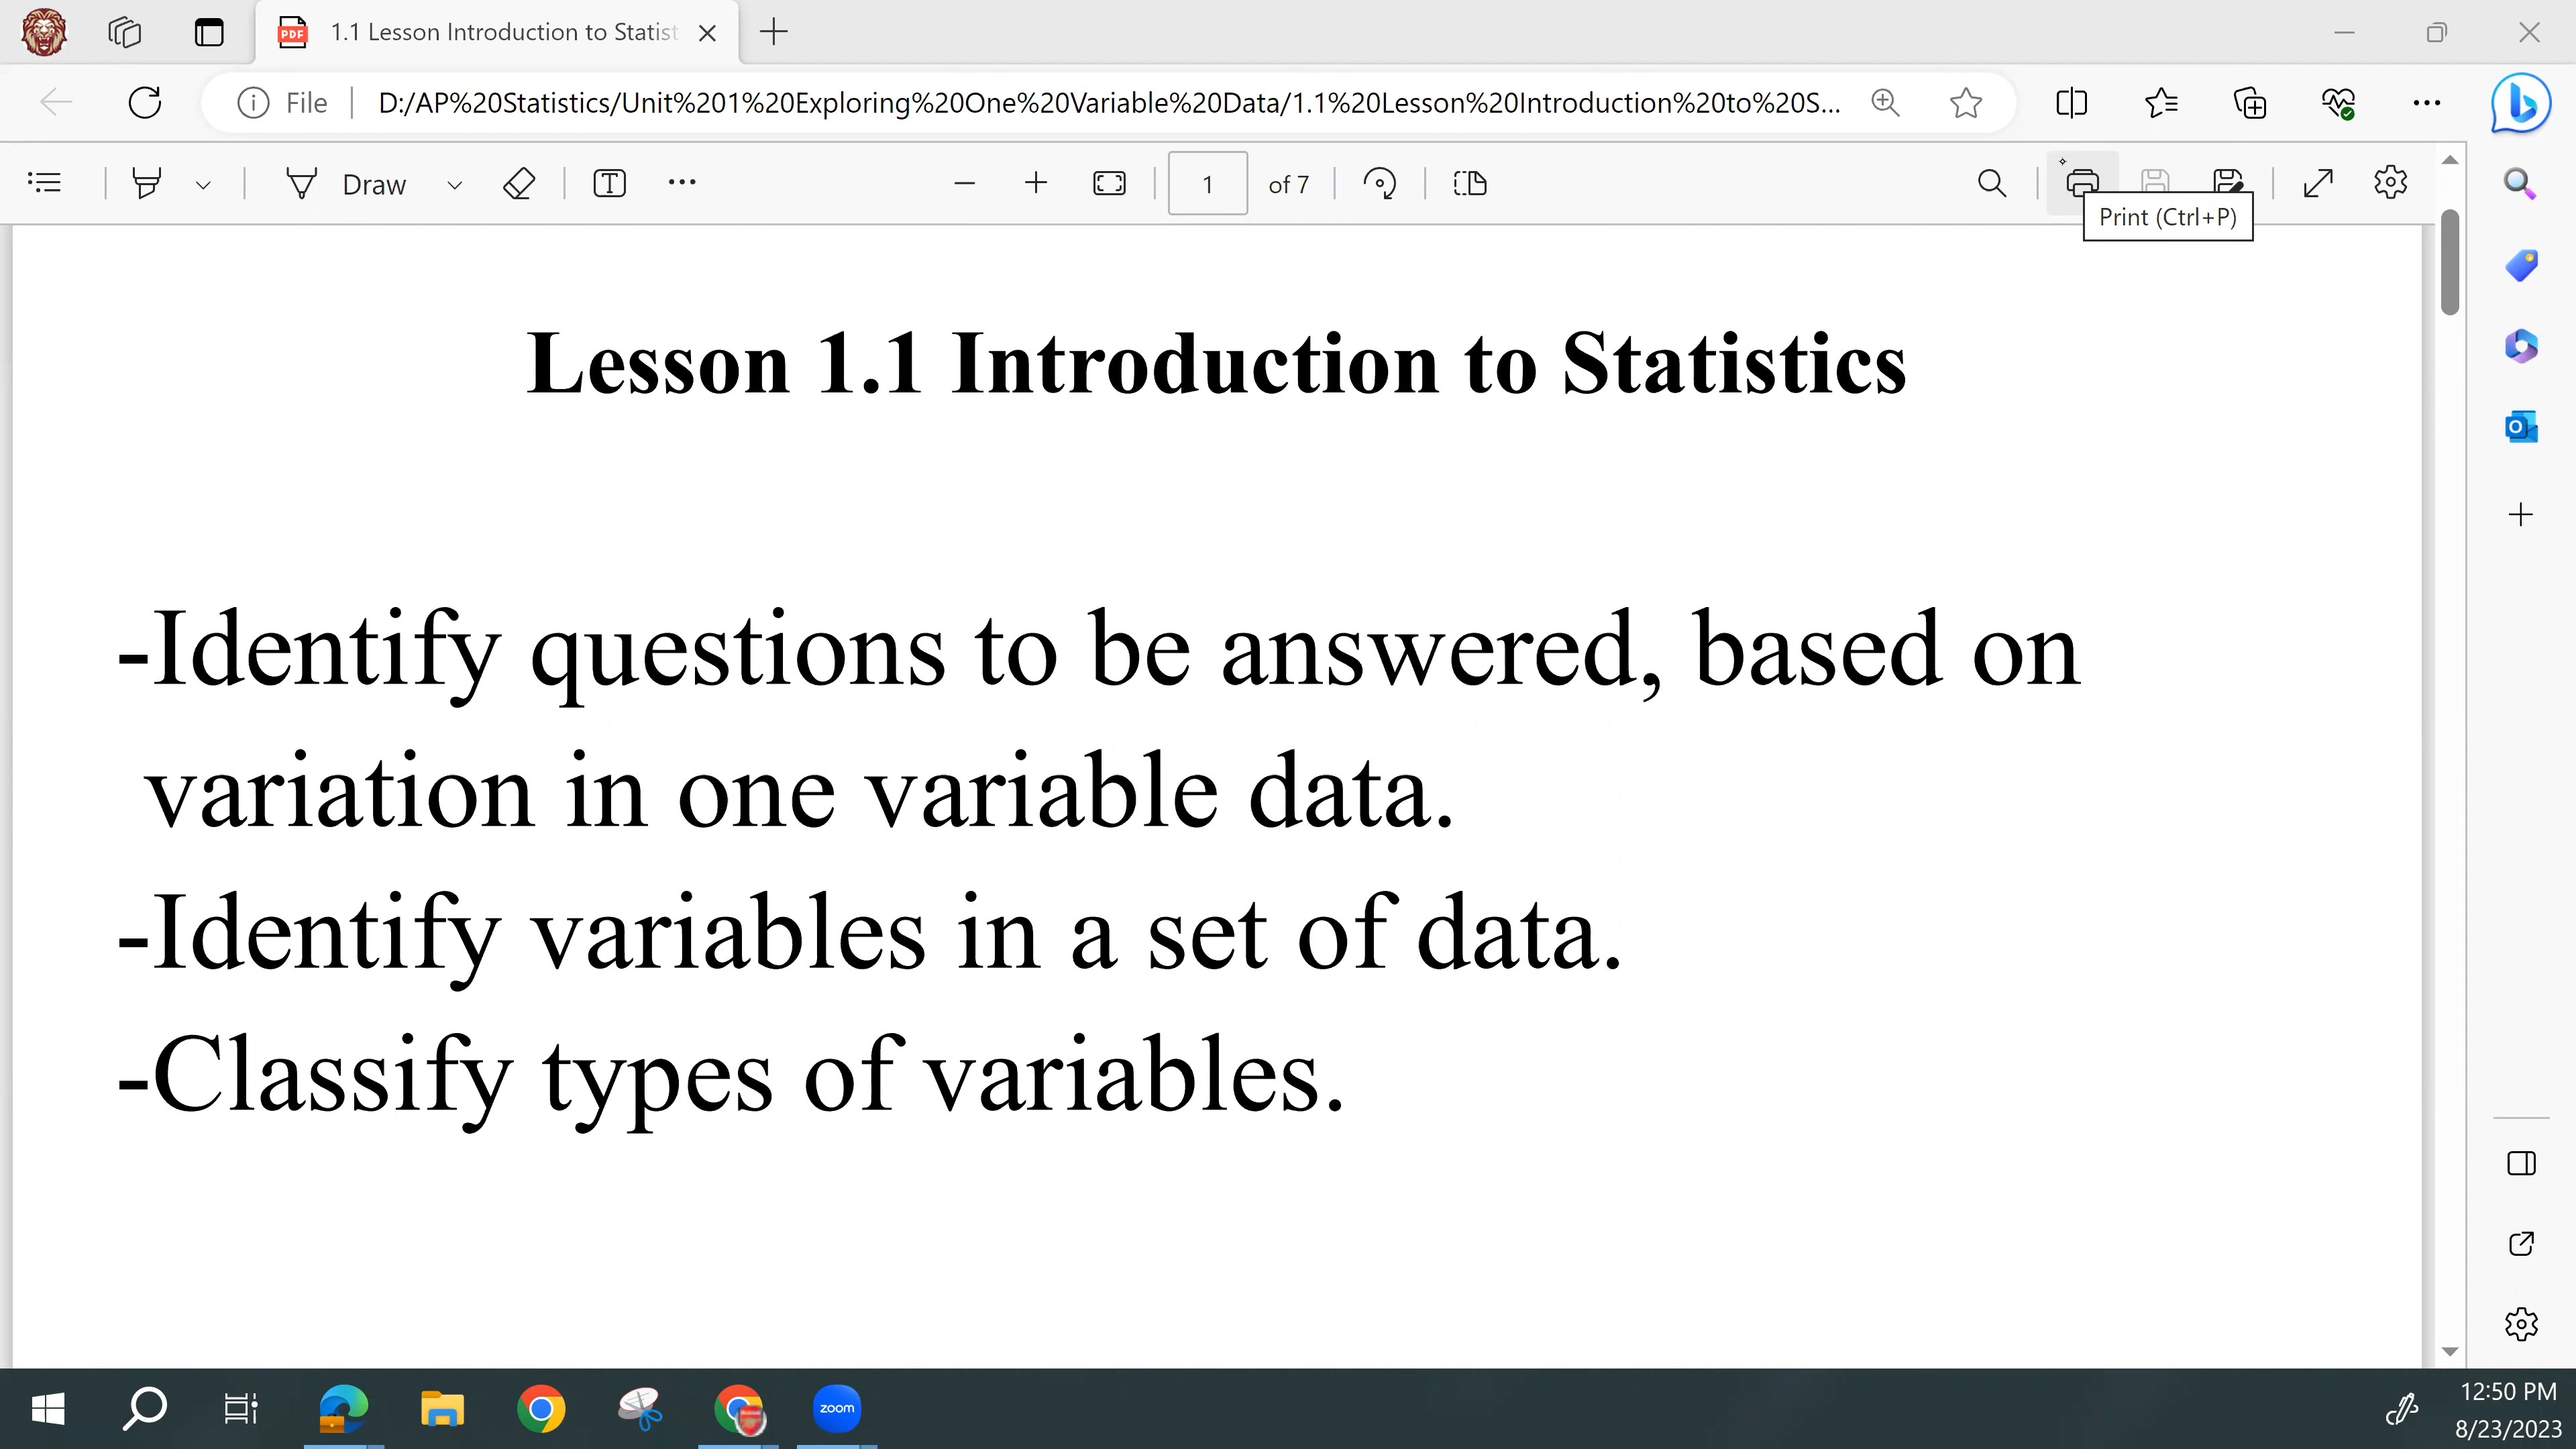 1.1 Lesson Introduction to Statist
File
D:/AP%20Statistics/Unit%201%20Exploring%20One%20Variable%20Data/1.1%20Lesson%20Introduction%20to%20S...
Draw
1 of 7
Print (Ctrl+P)
Lesson 1.1 Introduction to Statistics
-Identify questions to be answered, based on
variation in one variable data.
-Identify variables in a set of data.
-Classify types of variables.
zoom
12:50 PM
8/23/2023